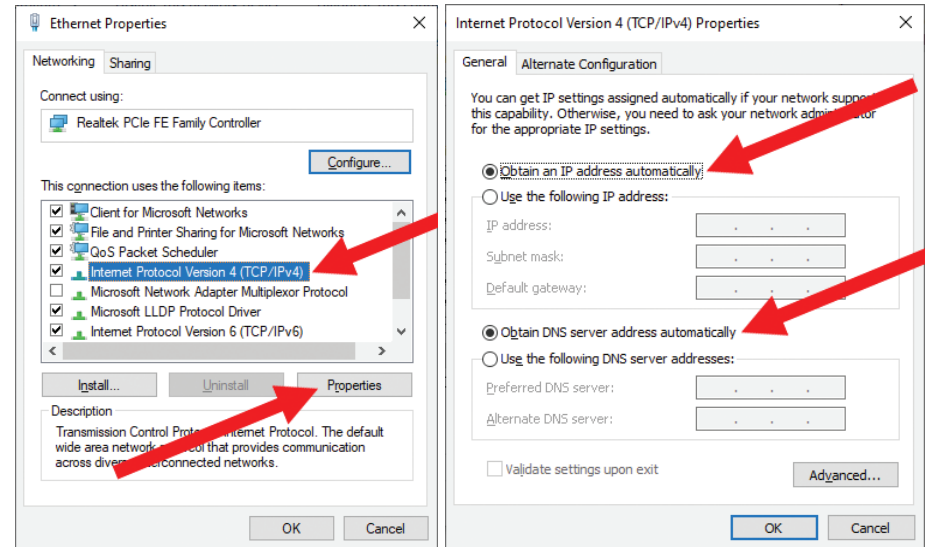 Ethernet Properties
Networking Sharing
Connect using:
Realtek PCIe FE Family Controller
Configure...
This connection uses the following items:
Client for Microsoft Networks
File and Printer Sharing for Microsoft Networks
QoS Packet Scheduler
Internet Protocol Version 4 (TCP/IPv4)
Microsoft Network Adapter Multiplexor Protocol
Microsoft LLDP Protocol Driver
Internet Protocol Version 6 (TCP/IPv6)
Install... Uninstall Properties
Description
Transmission Control Internet Protocol. The default
wide area network that provides communication
across interconnected networks.
OK Cancel
Internet Protocol Version 4 (TCP/IPv4) Properties
General Alternate Configuration
You can get IP settings assigned automatically if your network
this capability. Otherwise, you need to ask your network
for the appropriate IP settings.
Obtain an IP address automatically
Use the following IP address:
IP address:
Subnet mask:
Default gateway:
Obtain DNS server address automatically
Use the following DNS server addresses:
Preferred DNS server:
Alternate DNS server:
Validate settings upon exit
Advanced...
OK Cancel